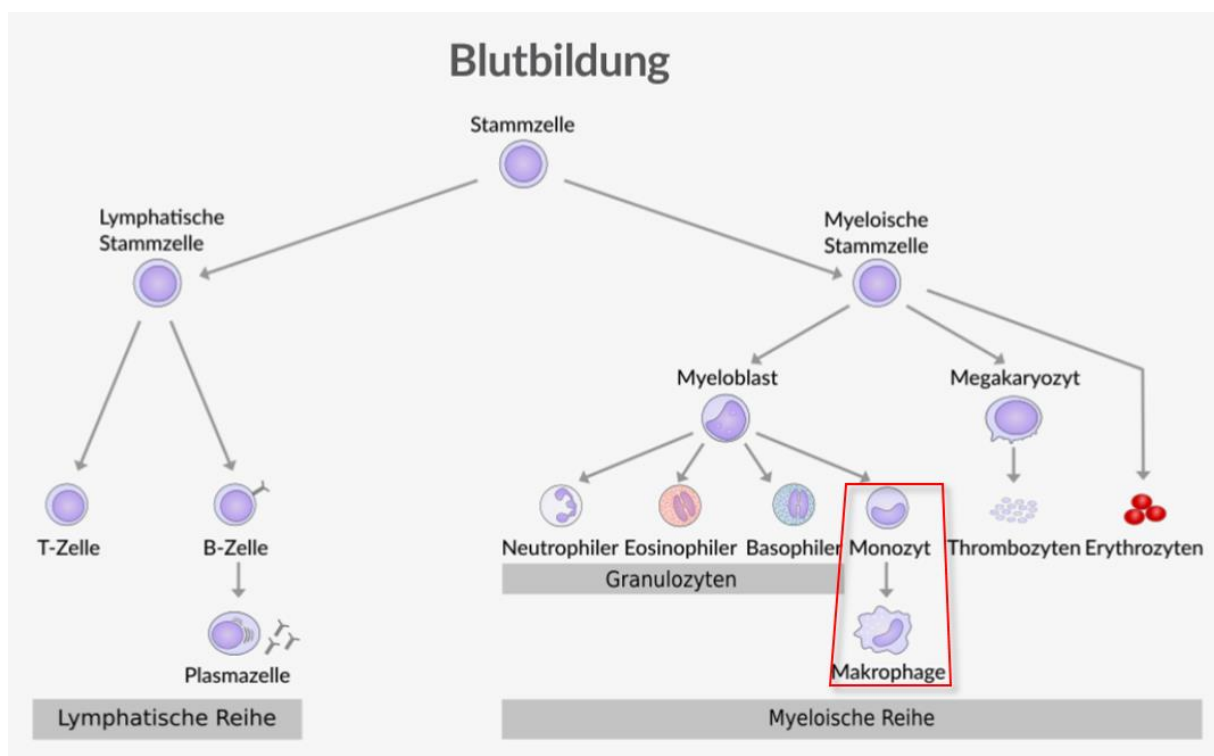 Blutbildung
Stammzelle
Lymphatische
Stammzelle
Myeloische
Stammzelle
Myeloblast
Megakaryozyt
T-Zelle
B-Zelle
Neutrophiler Eosinophiler Basophiler Monozyt Thrombozyten Erythrozyten
Granulozyten
Plasmazelle
Makrophage
Lymphatische Reihe
Myeloische Reihe